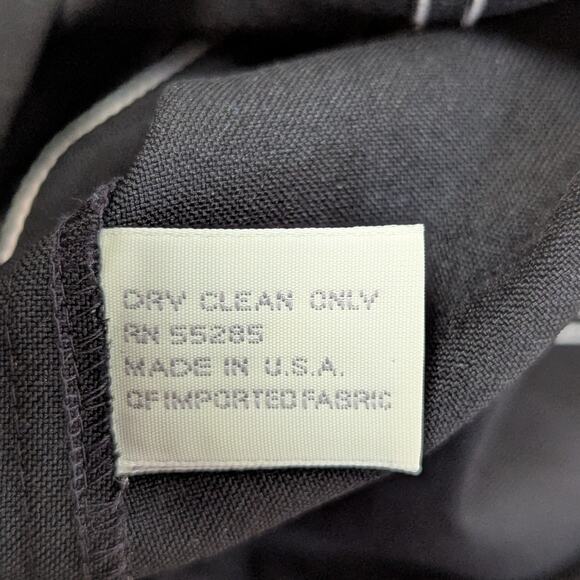 DRY CLEAN ONLY
RN 55285
MADE IN U.S.A.
OF IMPORTED FABRIC